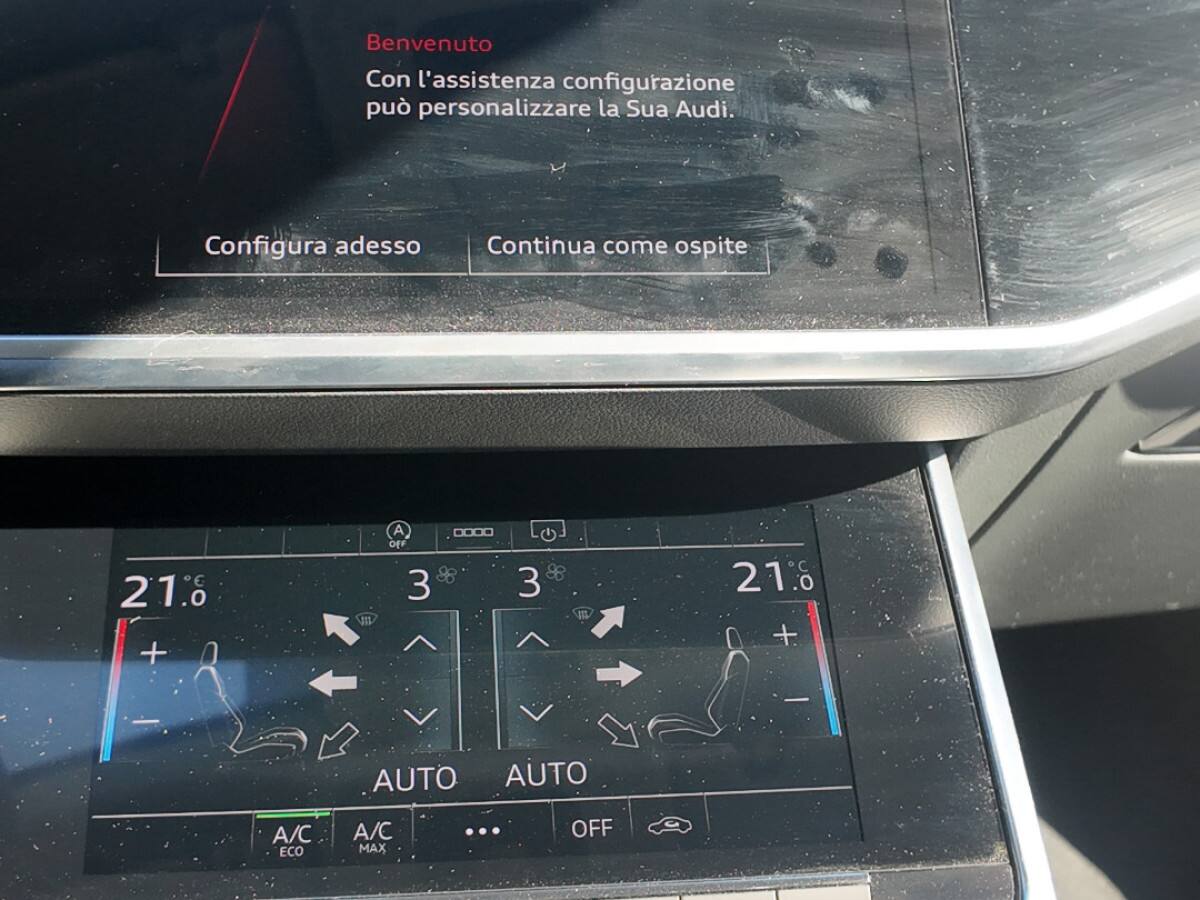 Benvenuto
Con l'assistenza configurazione
può personalizzare la Sua Audi.
Configura adesso
Continua come ospite
A
OFF
21.0 °C
3
3
21.0 °C
+
+
−
−
AUTO
AUTO
A/C
ECO
A/C
MAX
•••
OFF